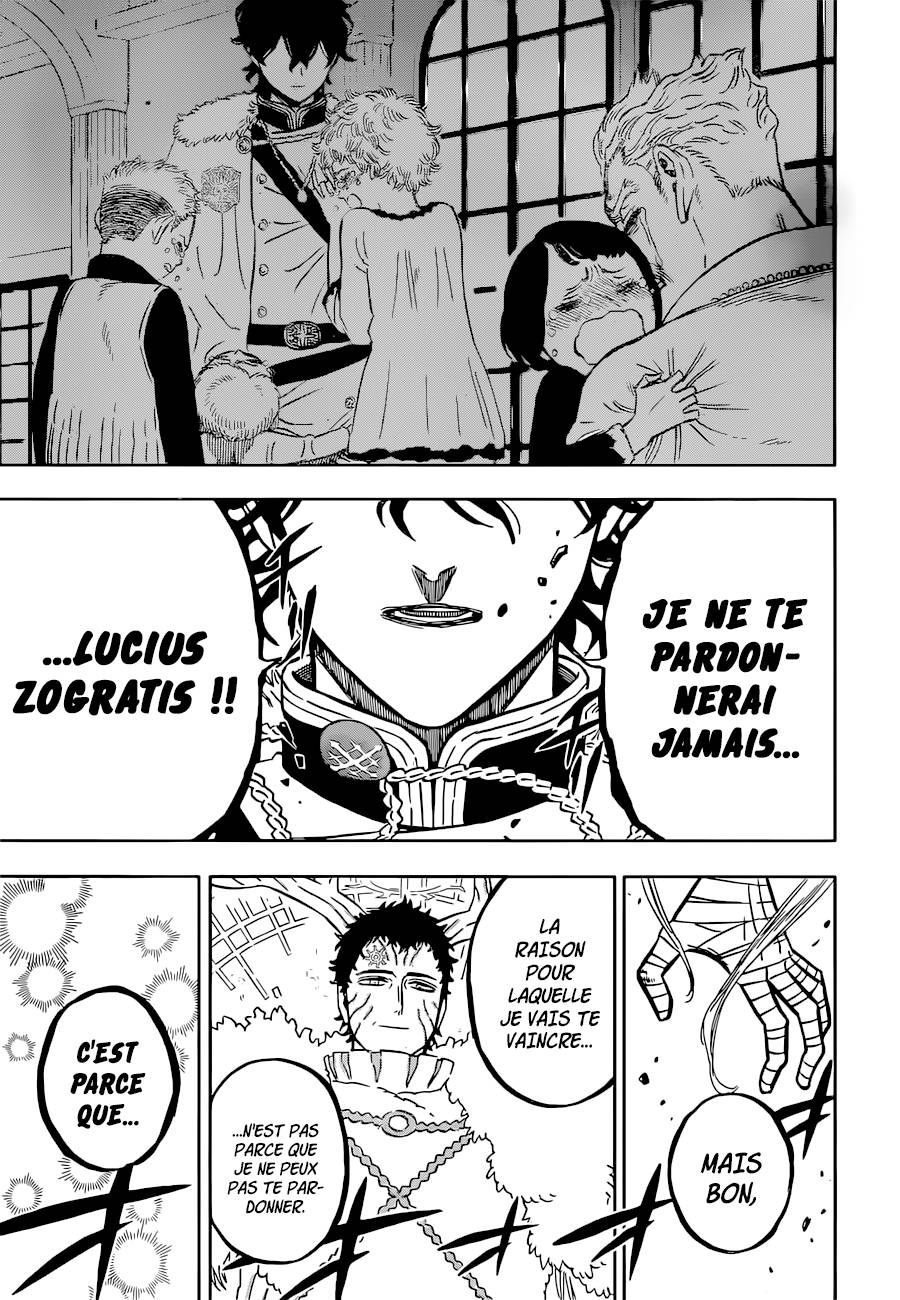 JE NE TE
PARDON-
NERAI
JAMAIS...
...LUCIUS
ZOGRATIS !!
MAIS
BON,
LA
RAISON
POUR
LAQUELLE
JE VAIS TE
VAINCRE...
...N'EST PAS
PARCE QUE
JE NE PEUX
PAS TE PAR-
DONNER.
C'EST
PARCE
QUE...